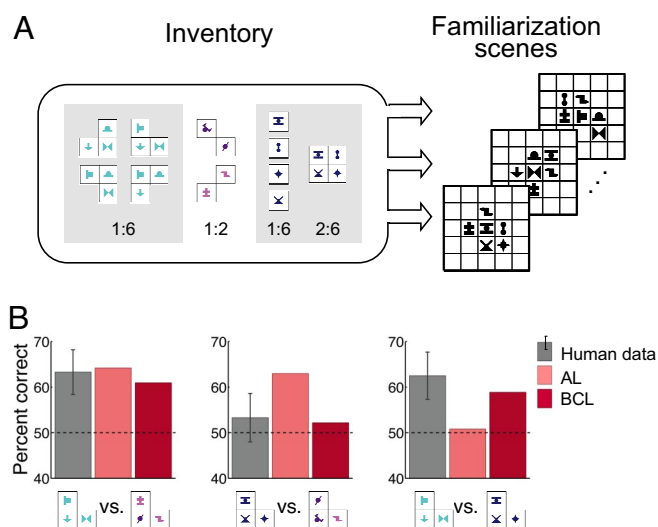 A
Inventory
Familiarization
scenes
1:6
1:2
1:6
2:6
B
Percent correct
70
60
50
40
vs.
70
60
50
40
vs.
70
60
50
40
vs.
Human data
AL
BCL